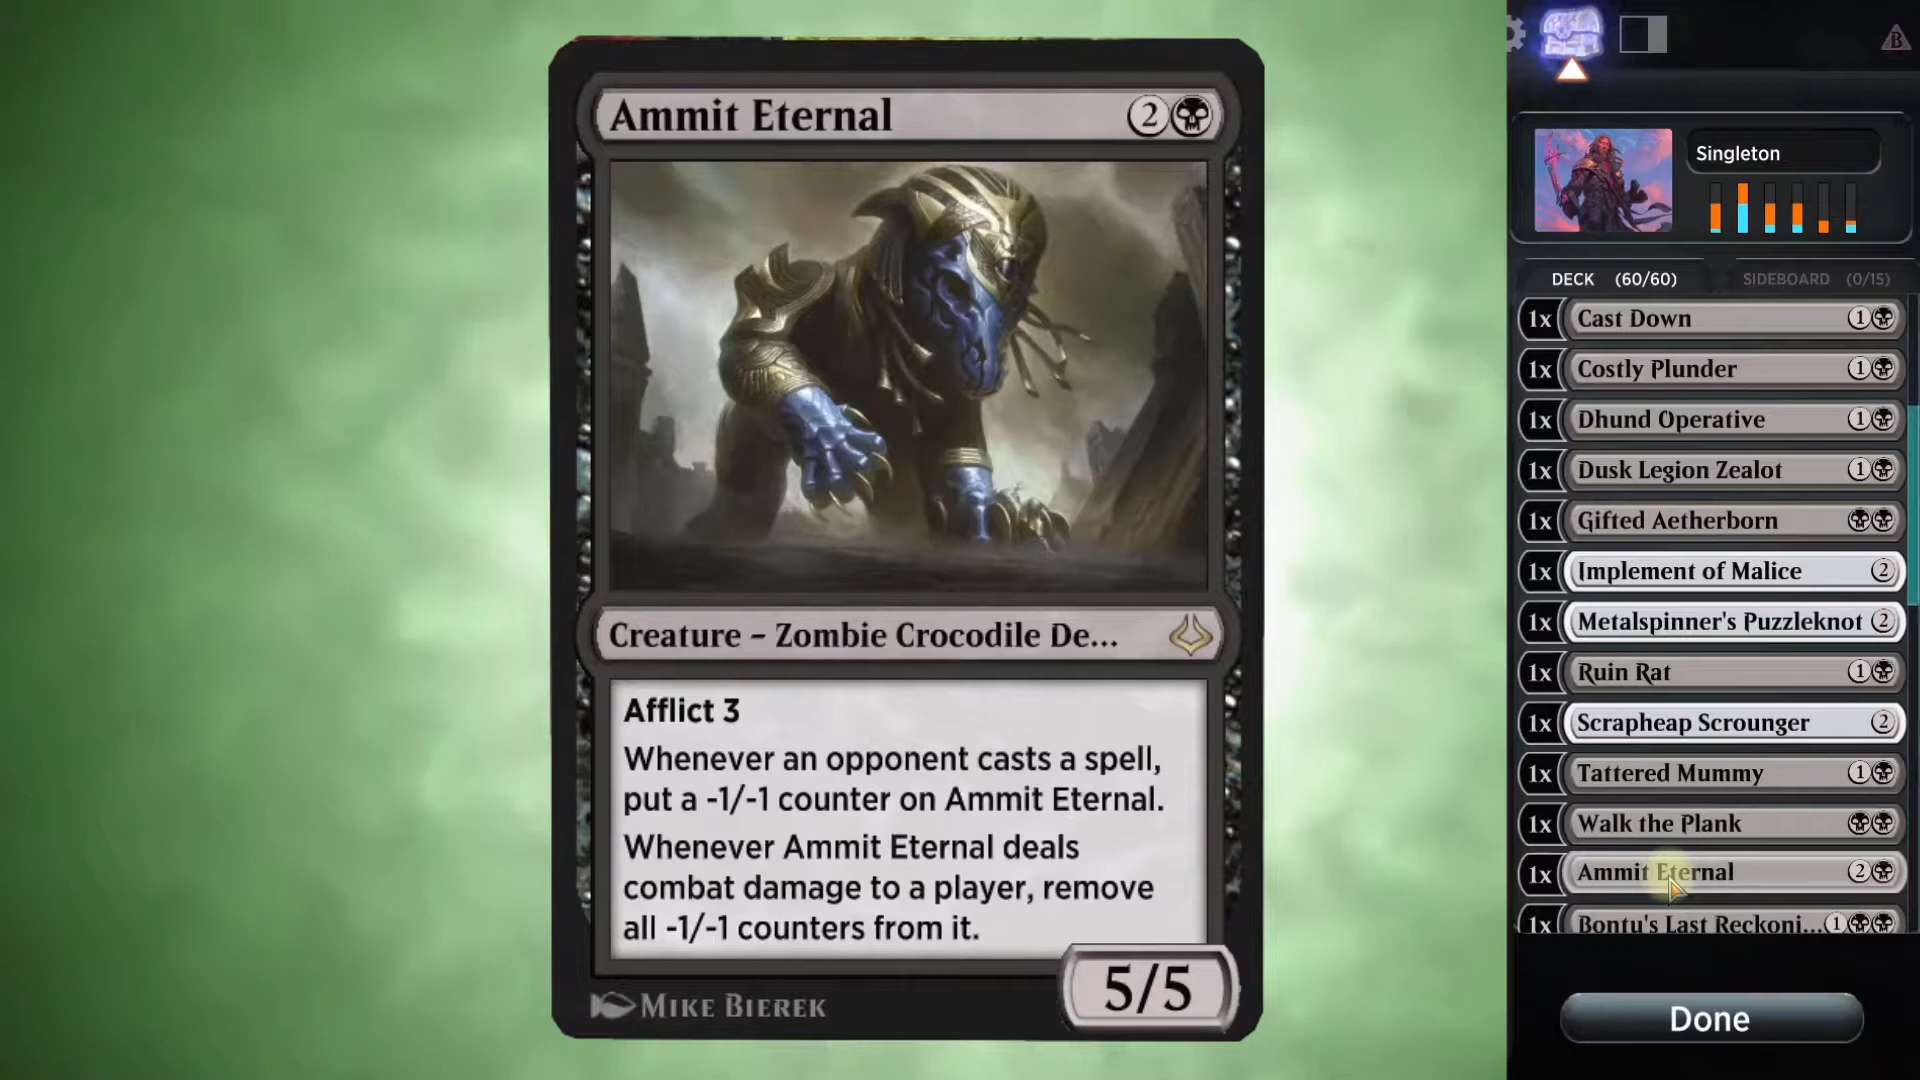 Ammit Eternal 2
Creature – Zombie Crocodile De...
Afflict 3
Whenever an opponent casts a spell,
put a -1/-1 counter on Ammit Eternal.
Whenever Ammit Eternal deals
combat damage to a player, remove
all -1/-1 counters from it.
5/5
Mike Bierek
B
Singleton
DECK (60/60)
SIDEBOARD (0/15)
1x Cast Down 1
1x Costly Plunder 1
1x Dhund Operative 1
1x Dusk Legion Zealot 1
1x Gifted Aetherborn
1x Implement of Malice 2
1x Metalspinner's Puzzleknot 2
1x Ruin Rat 1
1x Scrapheap Scrounger 2
1x Tattered Mummy 1
1x Walk the Plank
1x Ammit Eternal 2
1x Bontu's Last Reckoni... 1
Done